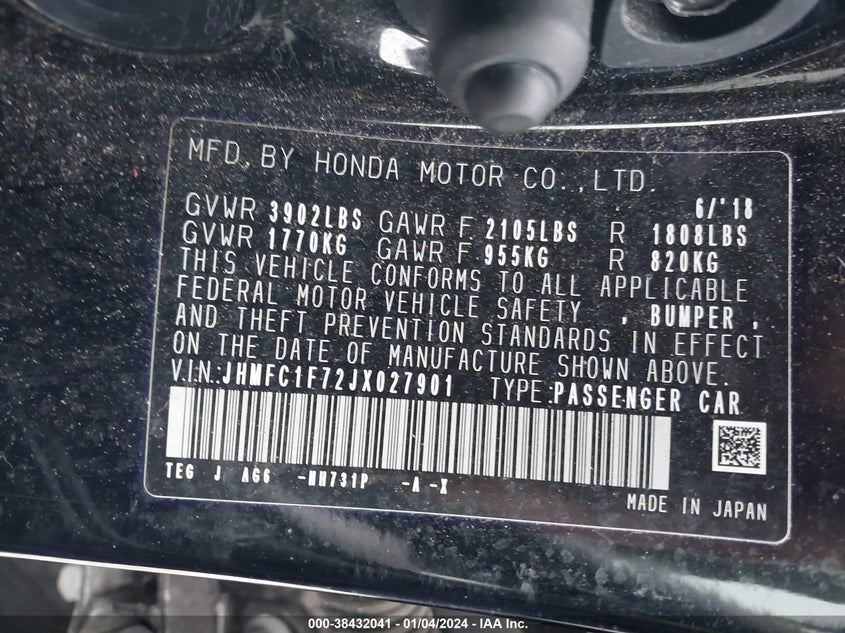 MFD. BY HONDA MOTOR CO., LTD.
6/'18
GVWR 3902LBS GAWR F 2105LBS R 1808LBS
GVWR 1770KG GAWR F 955KG R 820KG
THIS VEHICLE CONFORMS TO ALL APPLICABLE
FEDERAL MOTOR VEHICLE SAFETY , BUMPER ,
AND THEFT PREVENTION STANDARDS IN EFFECT
ON THE DATE OF MANUFACTURE SHOWN ABOVE.
V.I.N.:JHMFC1F72JX027901 TYPE:PASSENGER CAR
TEG J AG6 -NH731P -A -X
MADE IN JAPAN
000-38432041 - 01/04/2024 - IAA Inc.